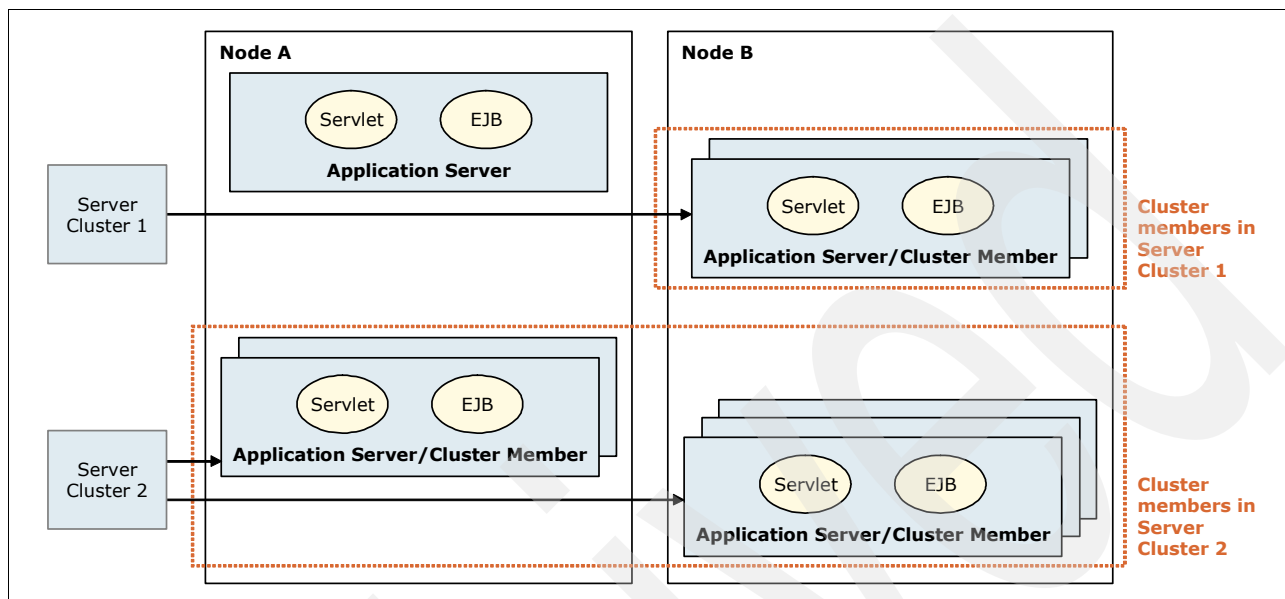 Node A
Node B
Servlet
EJB
Application Server
Server
Cluster 1
Servlet
EJB
Application Server/Cluster Member
Cluster
members in
Server
Cluster 1
Servlet
EJB
Application Server/Cluster Member
Server
Cluster 2
Servlet
EJB
Application Server/Cluster Member
Cluster
members in
Server
Cluster 2